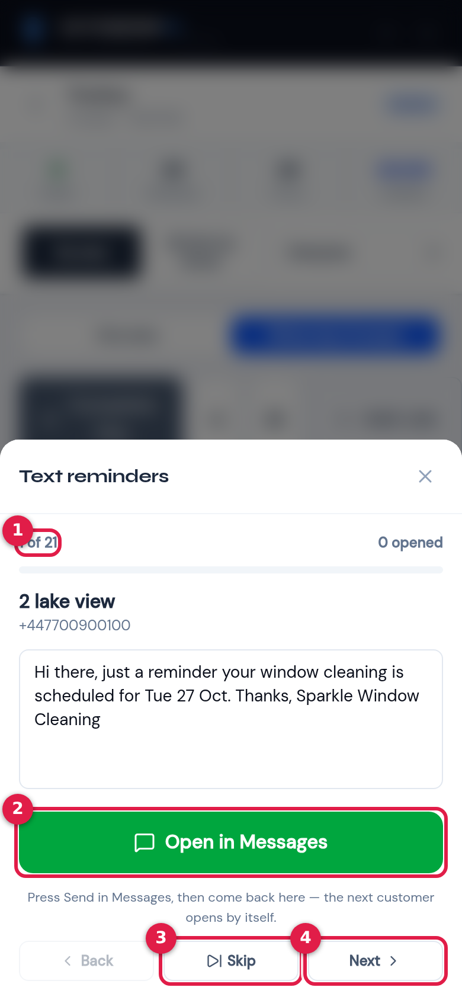 Text reminders
1
of 21
0 opened
2 lake view
+447700900100
Hi there, just a reminder your window cleaning is
scheduled for Tue 27 Oct. Thanks, Sparkle Window
Cleaning
2
Open in Messages
Press Send in Messages, then come back here — the next customer
opens by itself.
3
4
Back
Skip
Next